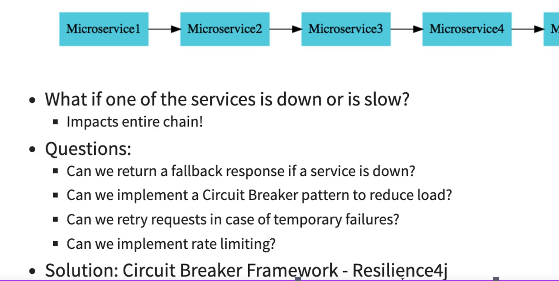 Microservice1 Microservice2 Microservice3 Microservice4 M
• What if one of the services is down or is slow?
▪ Impacts entire chain!
• Questions:
▪ Can we return a fallback response if a service is down?
▪ Can we implement a Circuit Breaker pattern to reduce load?
▪ Can we retry requests in case of temporary failures?
▪ Can we implement rate limiting?
• Solution: Circuit Breaker Framework - Resilience4j